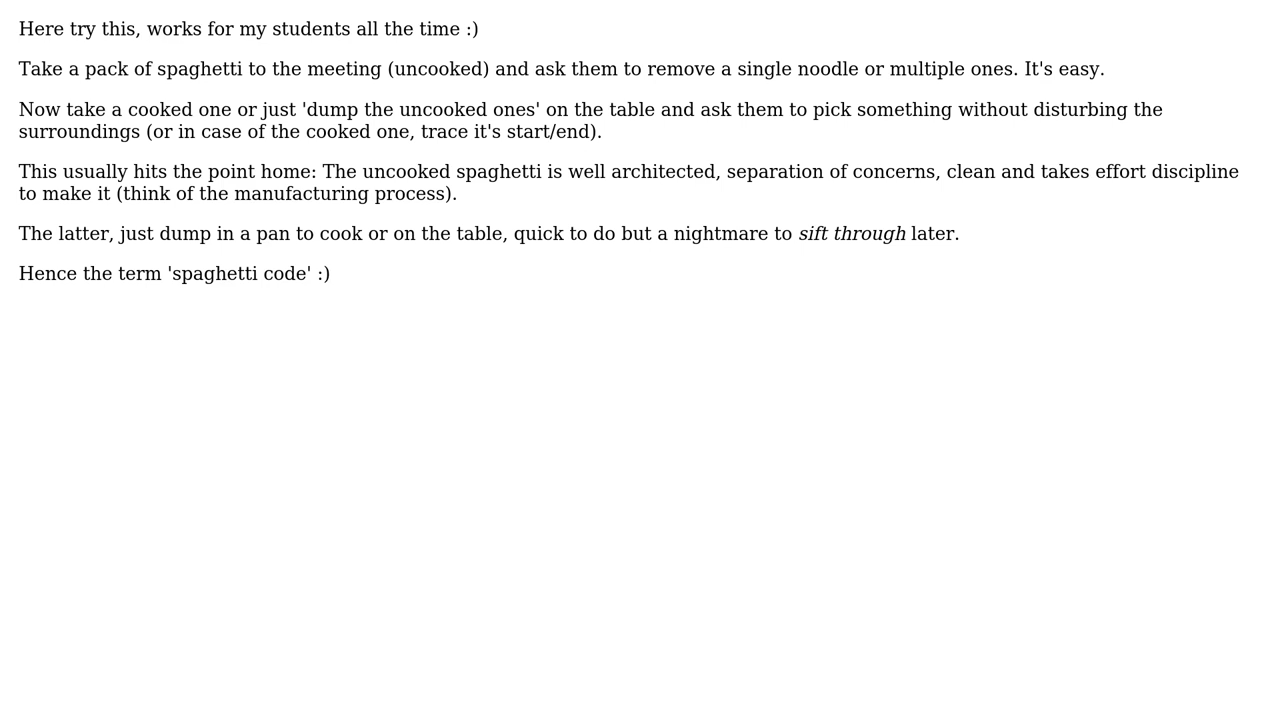 Here try this, works for my students all the time :)
Take a pack of spaghetti to the meeting (uncooked) and ask them to remove a single noodle or multiple ones. It's easy.
Now take a cooked one or just 'dump the uncooked ones' on the table and ask them to pick something without disturbing the
surroundings (or in case of the cooked one, trace it's start/end).
This usually hits the point home: The uncooked spaghetti is well architected, separation of concerns, clean and takes effort discipline
to make it (think of the manufacturing process).
The latter, just dump in a pan to cook or on the table, quick to do but a nightmare to sift through later.
Hence the term 'spaghetti code' :)